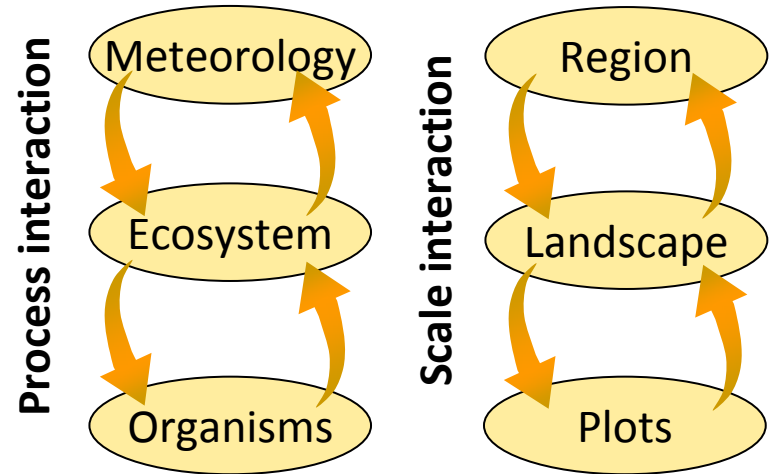 Process interaction
Meteorology
Ecosystem
Organisms
Scale interaction
Region
Landscape
Plots